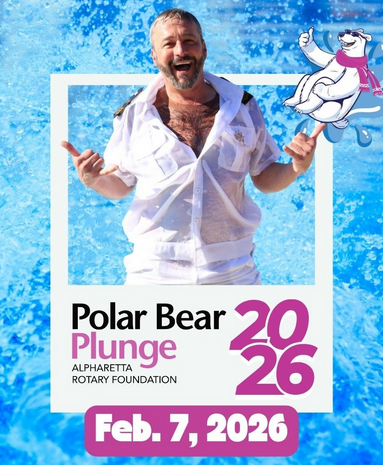 Polar Bear
Plunge
ALPHARETTA
ROTARY FOUNDATION
20
26
Feb. 7, 2026